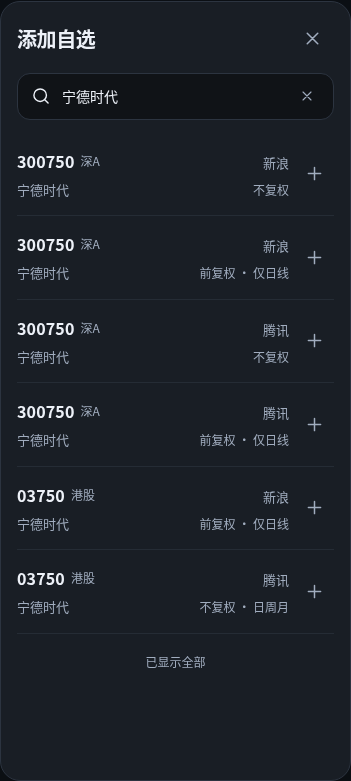 添加自选
宁德时代
300750 深A 新浪
宁德时代 不复权
300750 深A 新浪
宁德时代 前复权 · 仅日线
300750 深A 腾讯
宁德时代 不复权
300750 深A 腾讯
宁德时代 前复权 · 仅日线
03750 港股 新浪
宁德时代 前复权 · 仅日线
03750 港股 腾讯
宁德时代 不复权 · 日周月
已显示全部